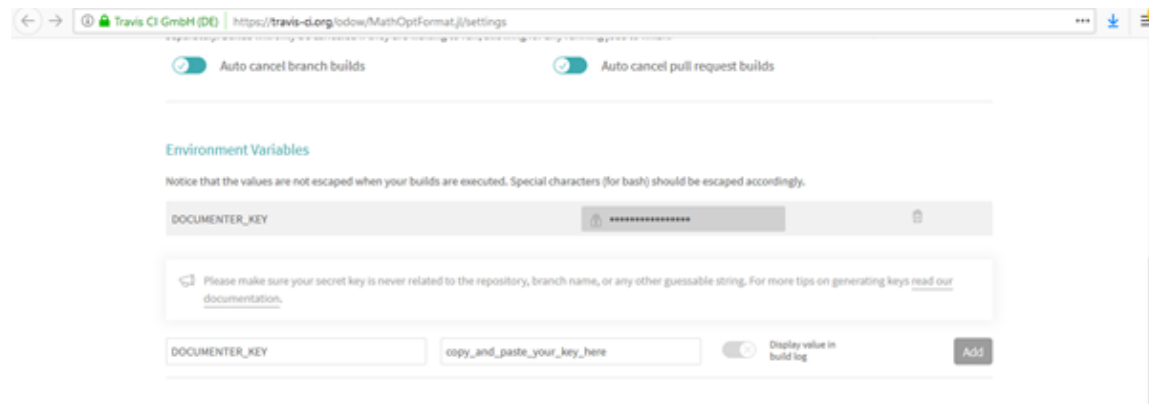 Travis CI GmbH (DE) https://travis-ci.org/odow/MathOptFormat.jl/settings
Auto cancel branch builds Auto cancel pull request builds
Environment Variables
Notice that the values are not escaped when your builds are executed. Special characters (for bash) should be escaped accordingly.
DOCUMENTER_KEY ••••••••••••••••
Please make sure your secret key is never related to the repository, branch name, or any other guessable string. For more tips on generating keys read our
documentation.
DOCUMENTER_KEY copy_and_paste_your_key_here Display value in
build log Add